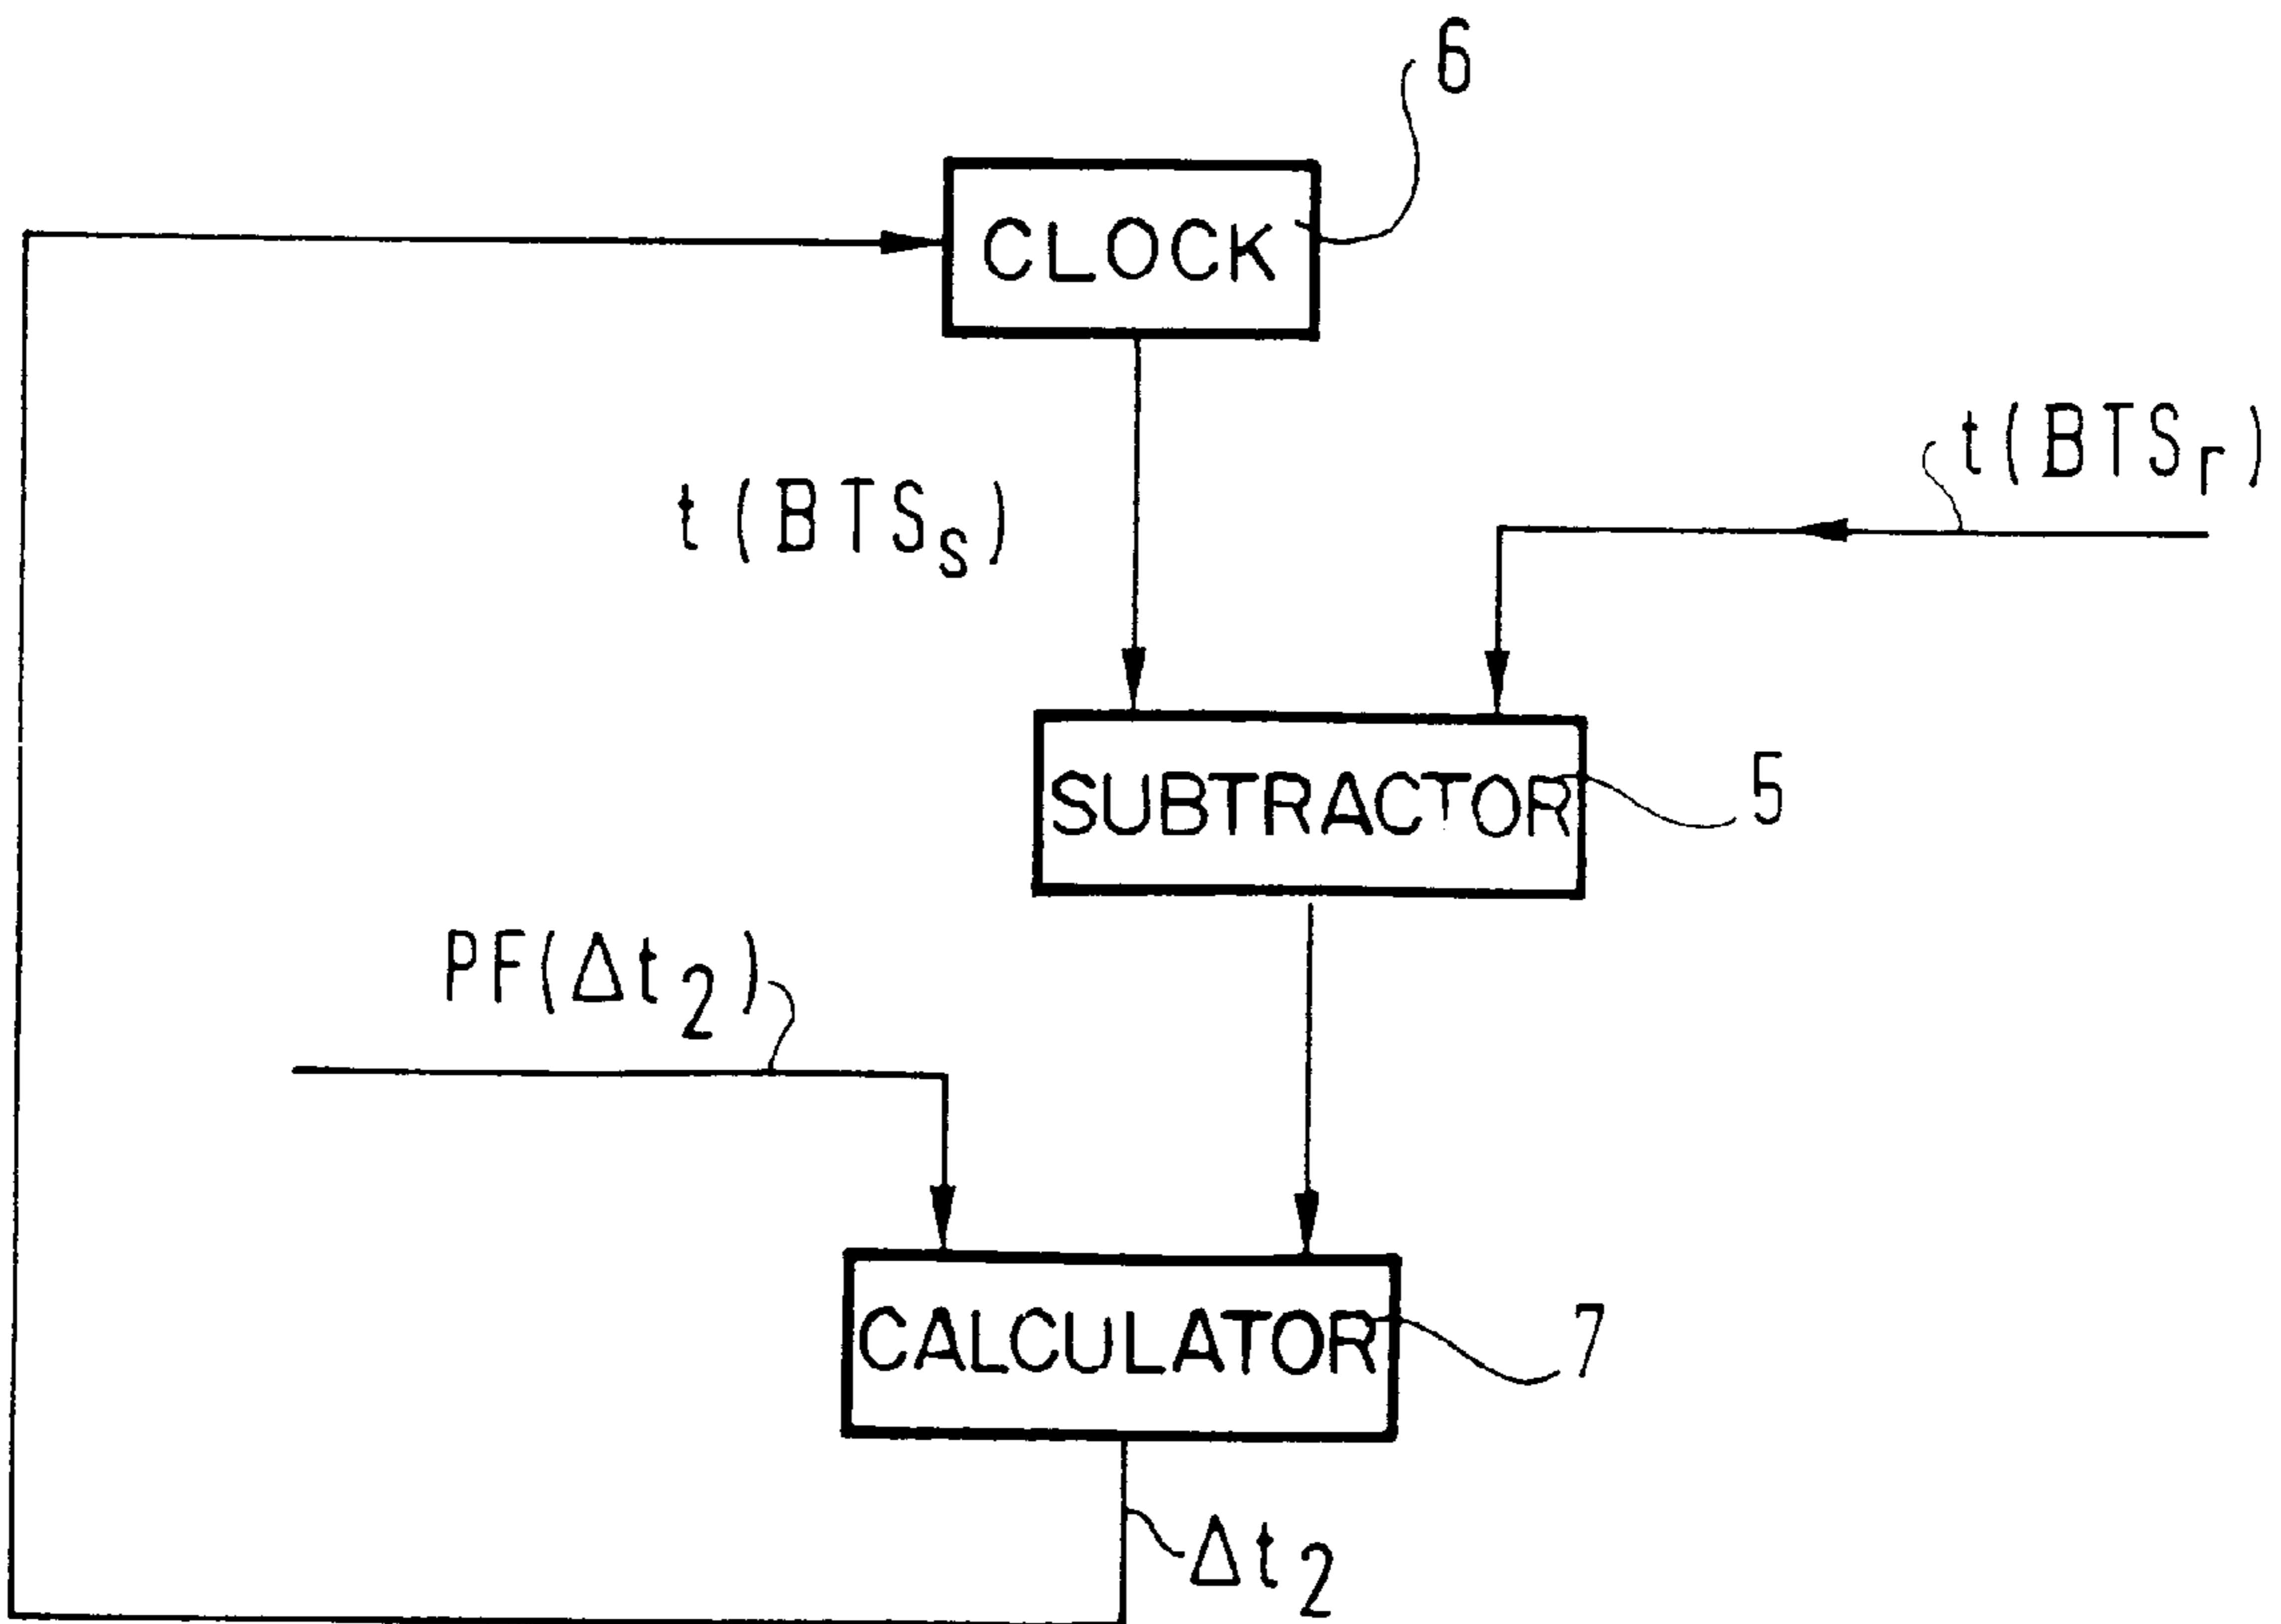 6
CLOCK
t(BTSr)
t(BTSs)
SUBTRACTOR
5
PF(Δt2)
CALCULATOR
7
Δt2